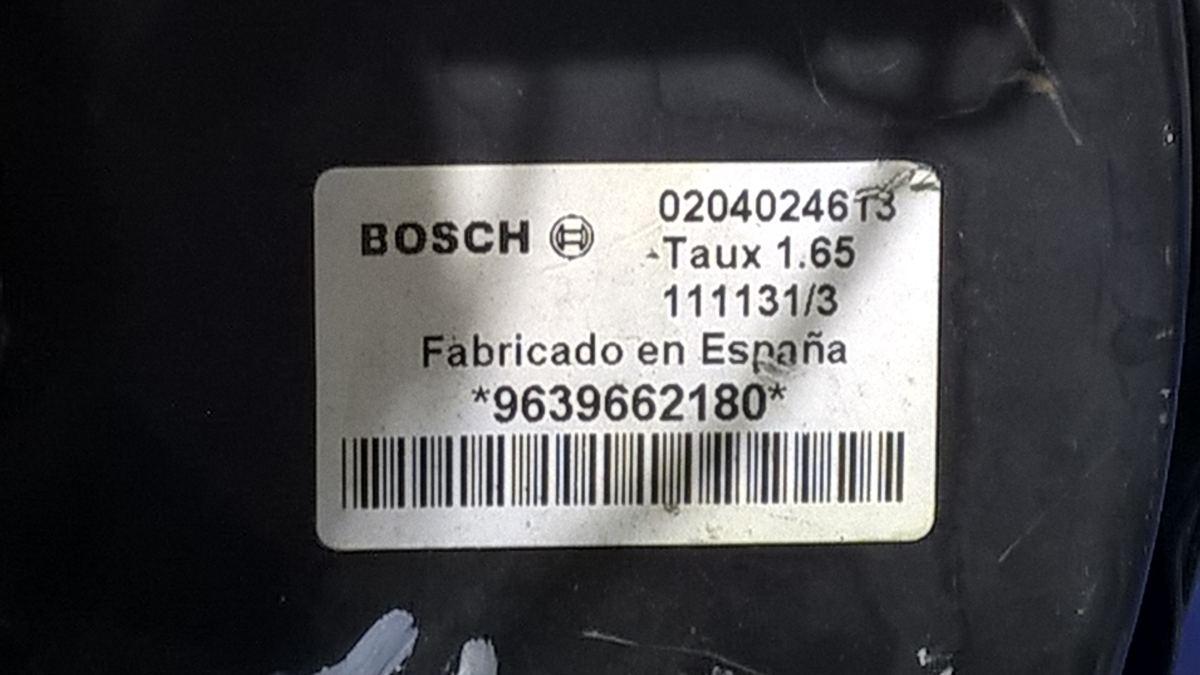 BOSCH
0204024613
Taux 1.65
111131/3
Fabricado en España
*9639662180*